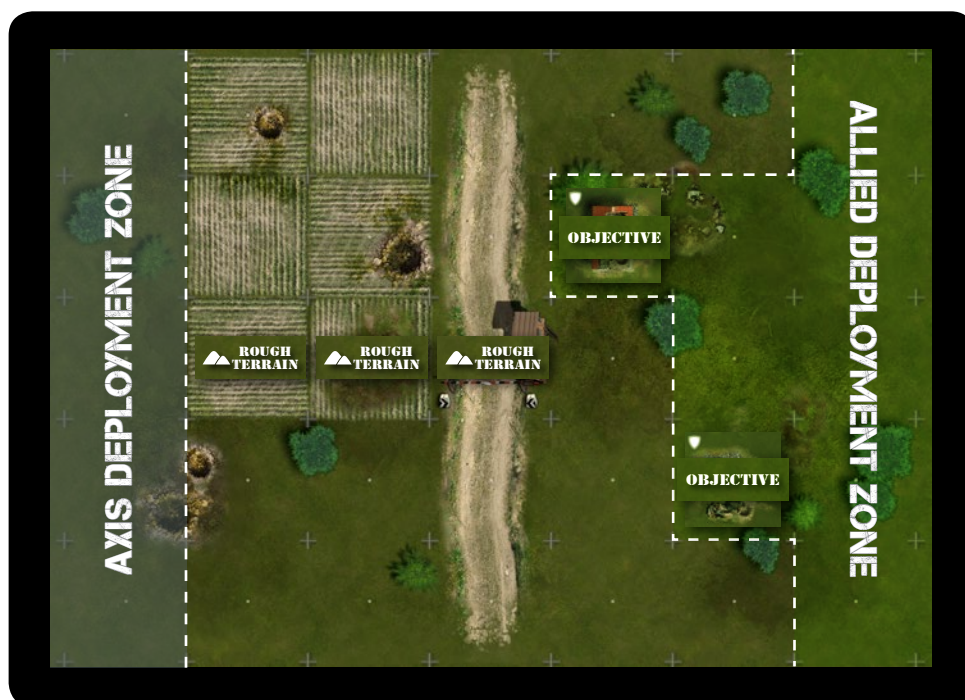 AXIS DEPLOYMENT ZONE
ROUGH
TERRAIN
ROUGH
TERRAIN
ROUGH
TERRAIN
OBJECTIVE
OBJECTIVE
ALLIED DEPLOYMENT ZONE